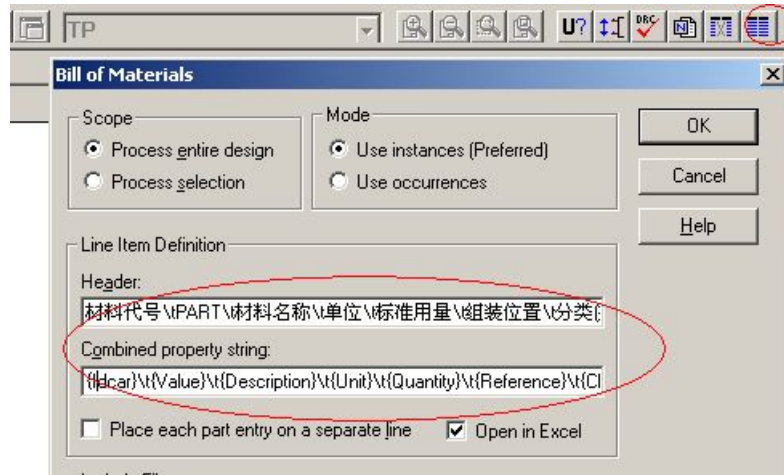 TP
U?
DRC
Bill of Materials
Scope
Process entire design
Process selection
Mode
Use instances (Preferred)
Use occurrences
OK
Cancel
Help
Line Item Definition
Header:
材料代号\tPART\t材料名称\t单位\t标准用量\t组装位置\t分类(
Combined property string:
{Idcar}\t{Value}\t{Description}\t{Unit}\t{Quantity}\t{Reference}\t{Cl
Place each part entry on a separate line
Open in Excel